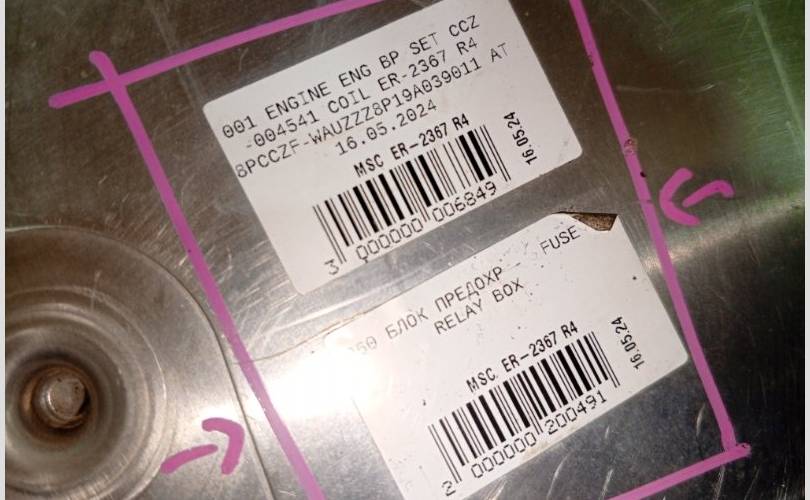 001 ENGINE ENG BP SET CCZ
-004541 COIL ER-2367 R4
8PCCZF-WAUZZZ8P19A039011 AT
16.05.2024
MSC ER-2367 R4
16.05.24
3 000000 006849
60 БЛОК ПРЕДОХР FUSE
RELAY BOX
MSC ER-2367 R4
16.05.24
2 000000 200491